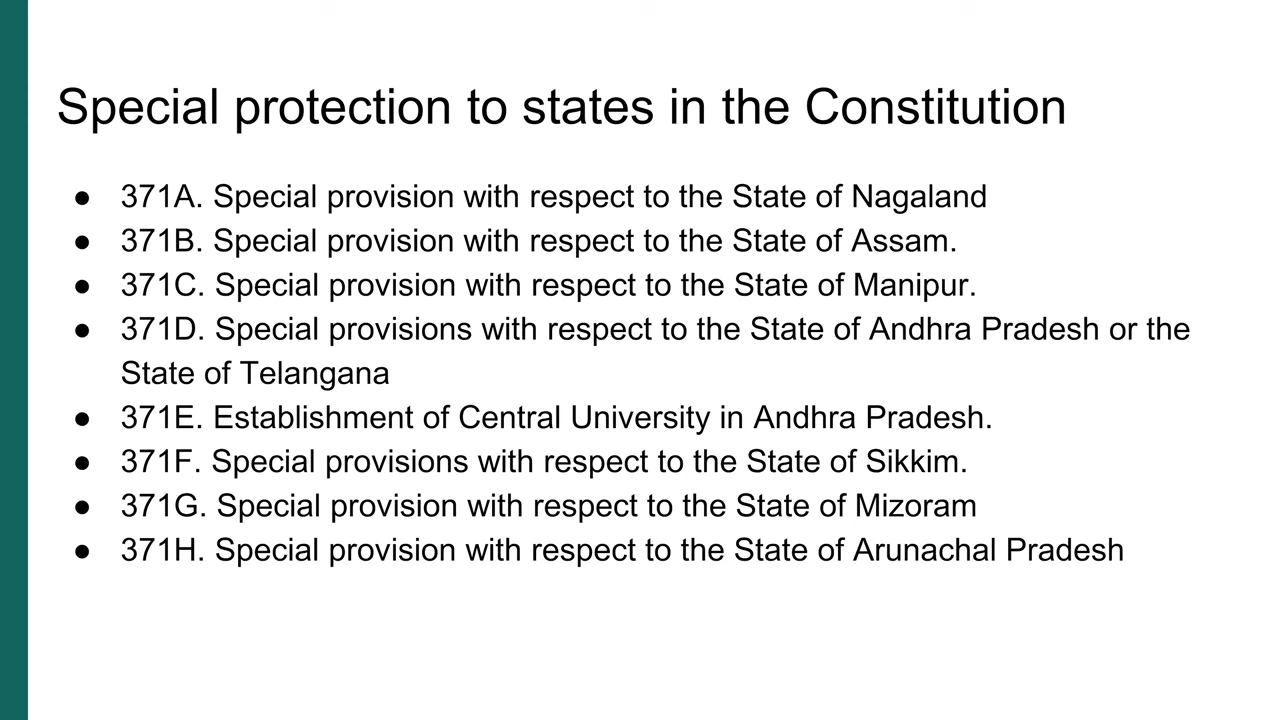 Special protection to states in the Constitution
● 371A. Special provision with respect to the State of Nagaland
● 371B. Special provision with respect to the State of Assam.
● 371C. Special provision with respect to the State of Manipur.
● 371D. Special provisions with respect to the State of Andhra Pradesh or the
State of Telangana
● 371E. Establishment of Central University in Andhra Pradesh.
● 371F. Special provisions with respect to the State of Sikkim.
● 371G. Special provision with respect to the State of Mizoram
● 371H. Special provision with respect to the State of Arunachal Pradesh